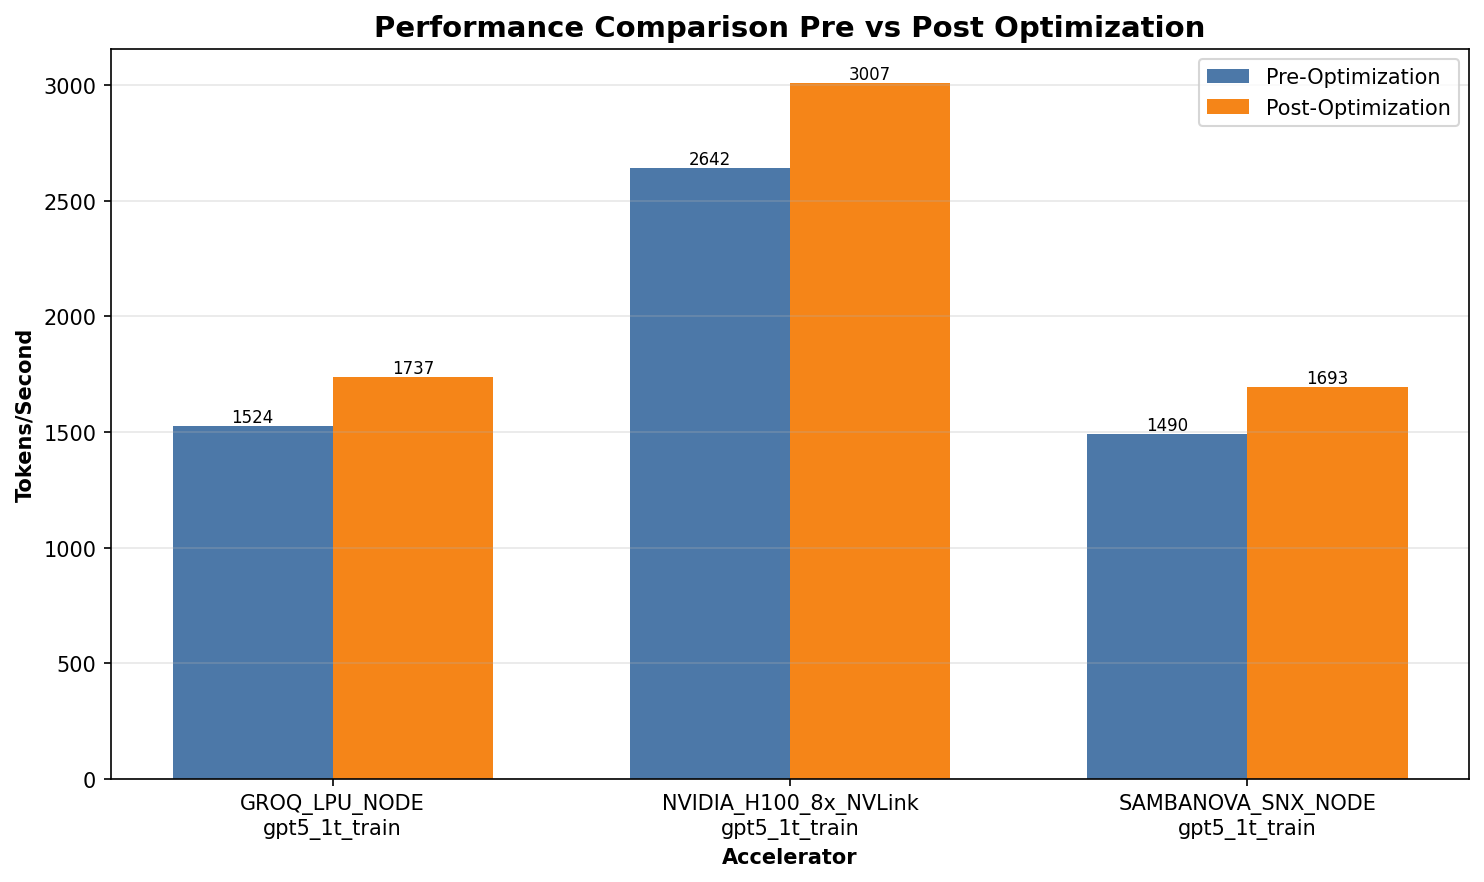 Performance Comparison Pre vs Post Optimization
Pre-Optimization
Post-Optimization
Tokens/Second
3000
2500
2000
1500
1000
500
0
1524
1737
2642
3007
1490
1693
GROQ_LPU_NODE
gpt5_1t_train
NVIDIA_H100_8x_NVLink
gpt5_1t_train
SAMBANOVA_SNX_NODE
gpt5_1t_train
Accelerator